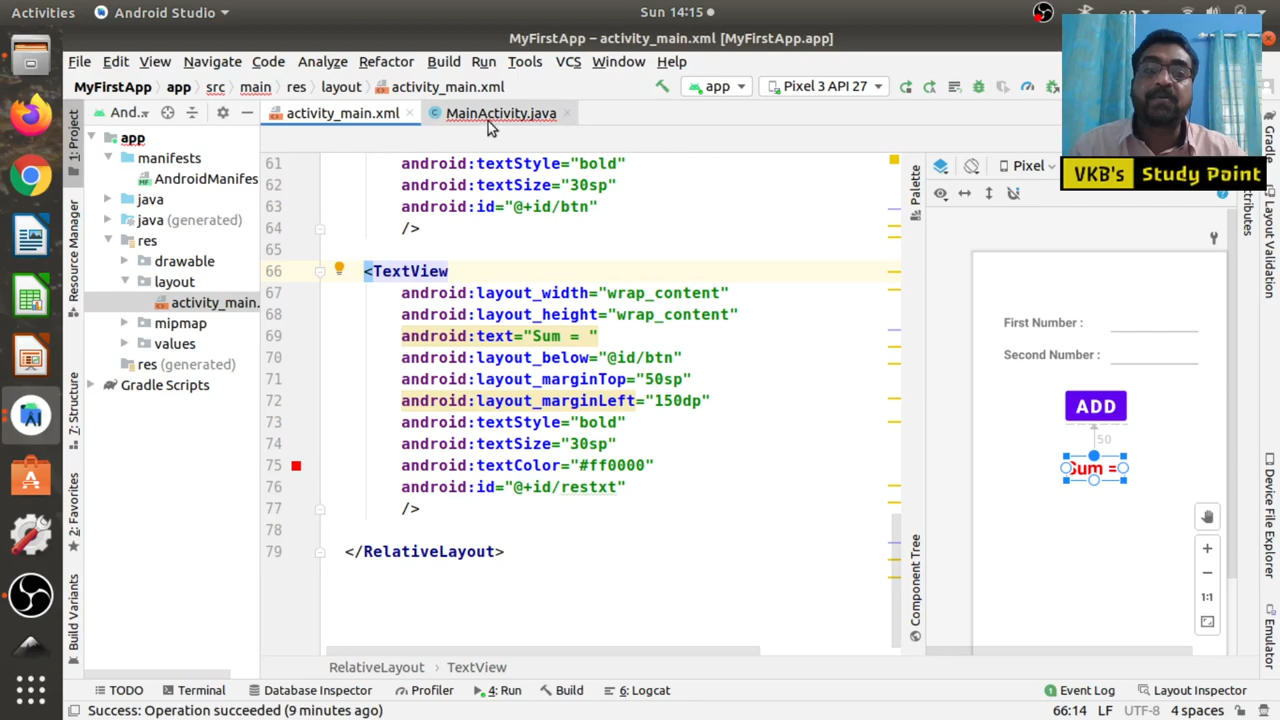 Activities
Android Studio
Sun 14:15
MyFirstApp – activity_main.xml [MyFirstApp.app]
File Edit View Navigate Code Analyze Refactor Build Run Tools VCS Window Help
MyFirstApp app src main res layout activity_main.xml
app
Pixel 3 API 27
1: Project
And...
activity_main.xml
MainActivity.java
app
manifests
AndroidManifes
java
java (generated)
res
drawable
layout
activity_main.
mipmap
values
res (generated)
Gradle Scripts
Resource Manager
7: Structure
2: Favorites
Build Variants
61 android:textStyle="bold"
62 android:textSize="30sp"
63 android:id="@+id/btn"
64 />
65
66 <TextView
67 android:layout_width="wrap_content"
68 android:layout_height="wrap_content"
69 android:text="Sum = "
70 android:layout_below="@id/btn"
71 android:layout_marginTop="50sp"
72 android:layout_marginLeft="150dp"
73 android:textStyle="bold"
74 android:textSize="30sp"
75 android:textColor="#ff0000"
76 android:id="@+id/restxt"
77 />
78
79 </RelativeLayout>
RelativeLayout TextView
Palette
Component Tree
Pixel
VKB's Study Point
First Number :
Second Number :
ADD
50
Sum =
1:1
Gradle
Layout Validation
Device File Explorer
Emulator
TODO Terminal Database Inspector Profiler 4: Run Build 6: Logcat
1 Event Log Layout Inspector
Success: Operation succeeded (9 minutes ago)
66:14 LF UTF-8 4 spaces